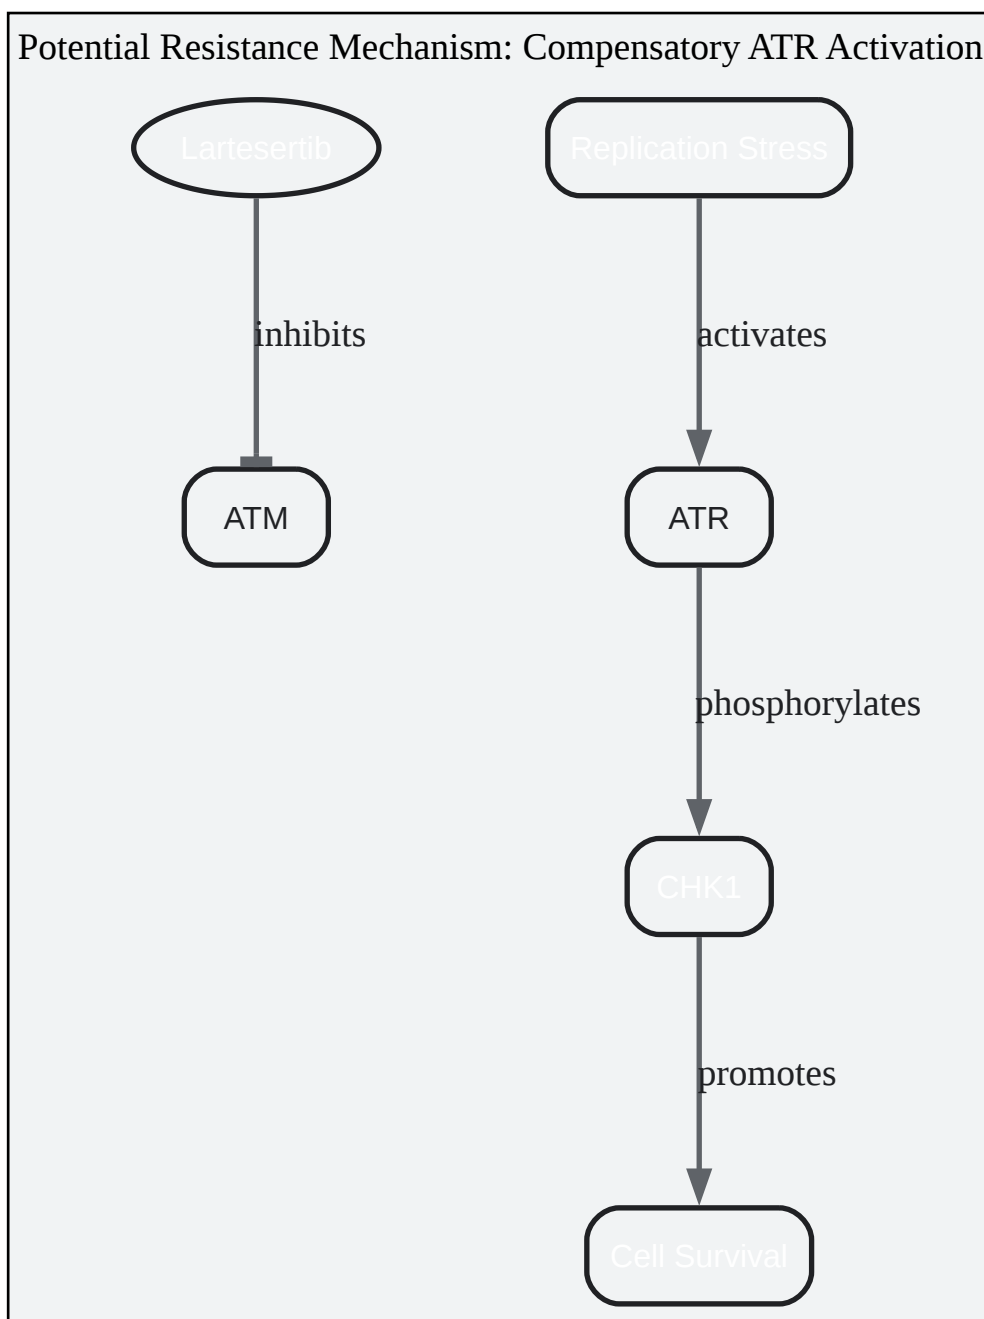 Potential Resistance Mechanism: Compensatory ATR Activation
Lartesertib
Replication Stress
inhibits
activates
ATM
ATR
phosphorylates
CHK1
promotes
Cell Survival